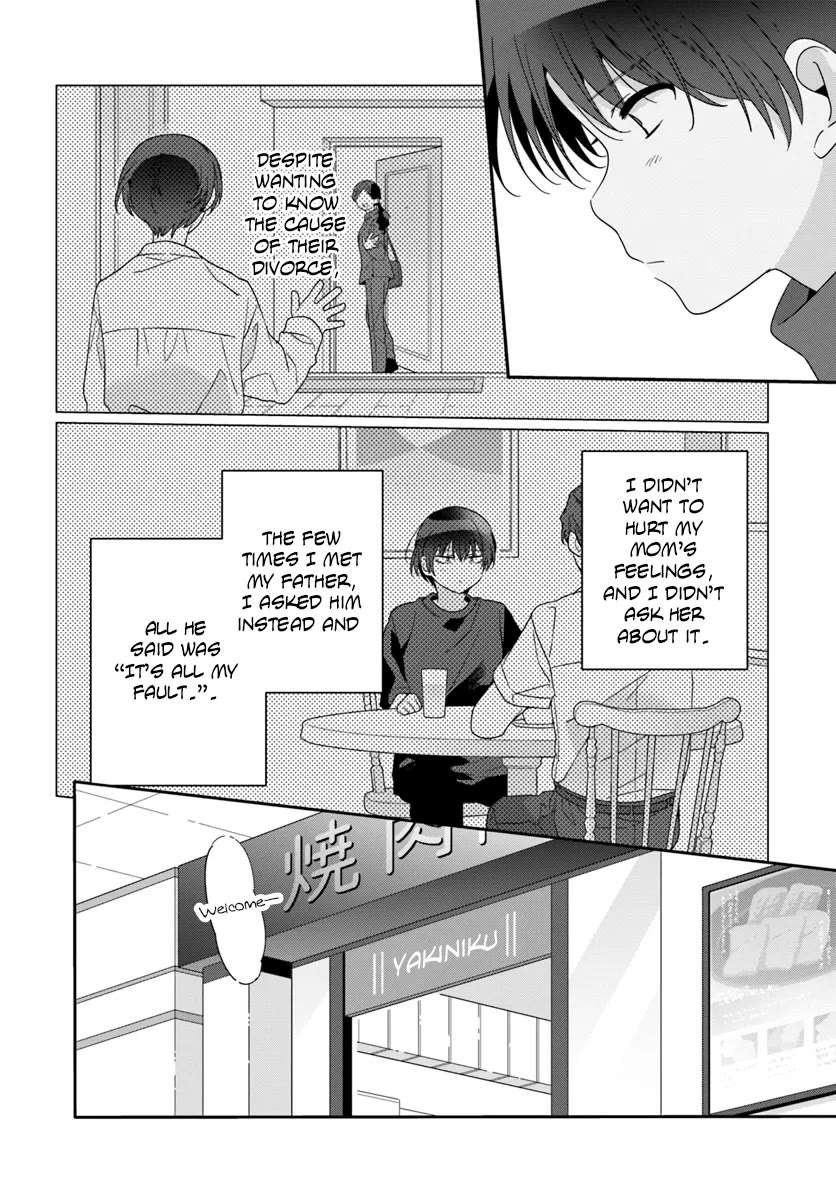 DESPITE
WANTING
TO KNOW
THE CAUSE
OF THEIR
DIVORCE,
I DIDN'T
WANT TO
HURT MY
MOM'S
FEELINGS,
AND I DIDN'T
ASK HER
ABOUT IT.
THE FEW
TIMES I MET
MY FATHER,
I ASKED HIM
INSTEAD AND
ALL HE
SAID WAS
"IT'S ALL MY
FAULT.".
Welcome—
焼肉
YAKINIKU